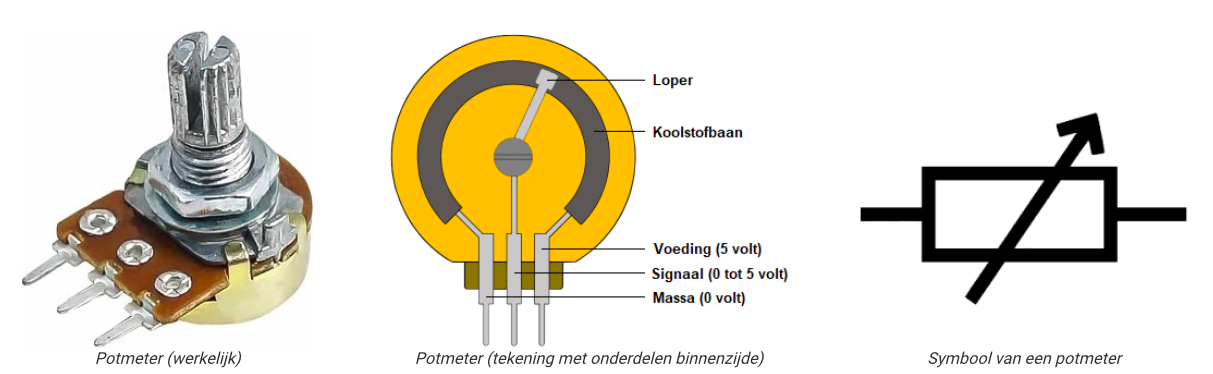 Loper
Koolstofbaan
Voeding (5 volt)
Signaal (0 tot 5 volt)
Massa (0 volt)
Potmeter (werkelijk)
Potmeter (tekening met onderdelen binnenzijde)
Symbool van een potmeter